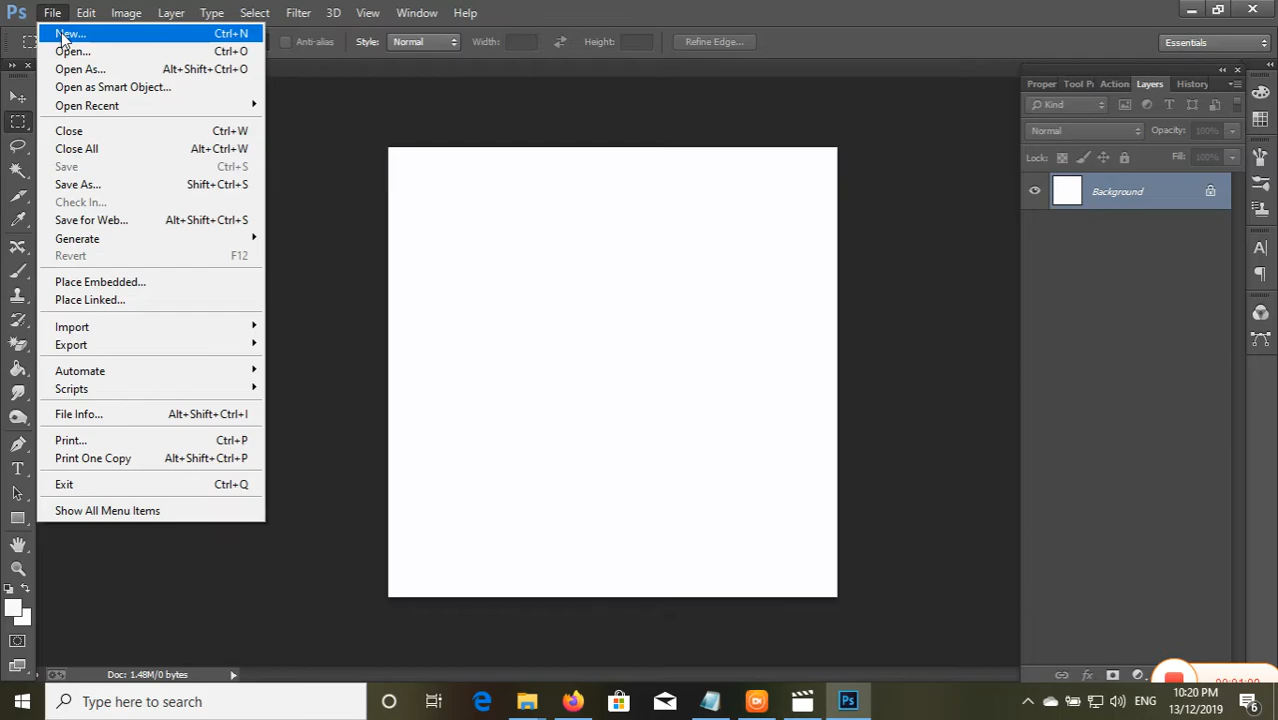 Ps File Edit Image Layer Type Select Filter 3D View Window Help
New... Ctrl+N
Open... Ctrl+O
Open As... Alt+Shift+Ctrl+O
Open as Smart Object...
Open Recent
Close Ctrl+W
Close All Alt+Ctrl+W
Save Ctrl+S
Save As... Shift+Ctrl+S
Check In...
Save for Web... Alt+Shift+Ctrl+S
Generate
Revert F12
Place Embedded...
Place Linked...
Import
Export
Automate
Scripts
File Info... Alt+Shift+Ctrl+I
Print... Ctrl+P
Print One Copy Alt+Shift+Ctrl+P
Exit Ctrl+Q
Show All Menu Items
Anti-alias Style: Normal Width: Height: Refine Edge... Essentials
Proper Tool P Action Layers History
Kind
Normal Opacity: 100%
Lock: Fill: 100%
Background
Doc: 1.48M/0 bytes
Type here to search
Ps
ENG
10:20 PM
13/12/2019
6